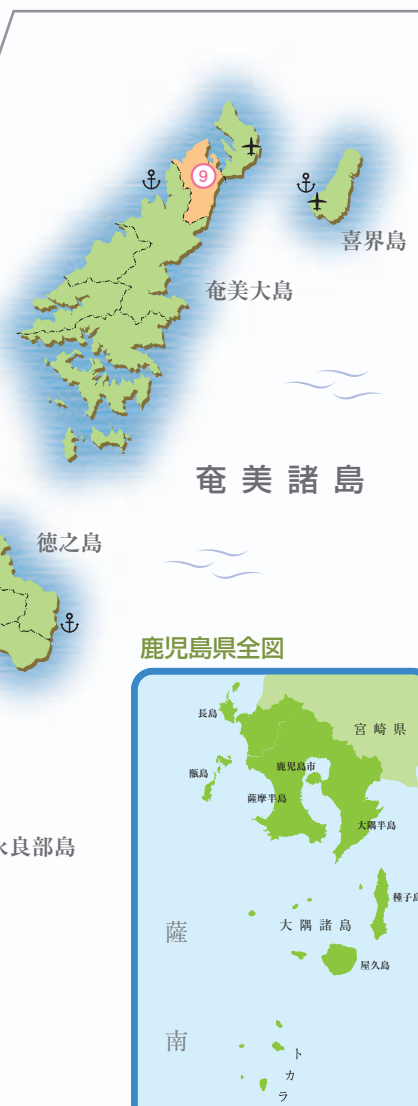 9
喜界島
奄美大島
奄美諸島
徳之島
鹿児島県全図
長島
宮崎県
甑島
鹿児島市
薩摩半島
大隅半島
良部島
種子島
大隅諸島
薩
屋久島
南
トカラ